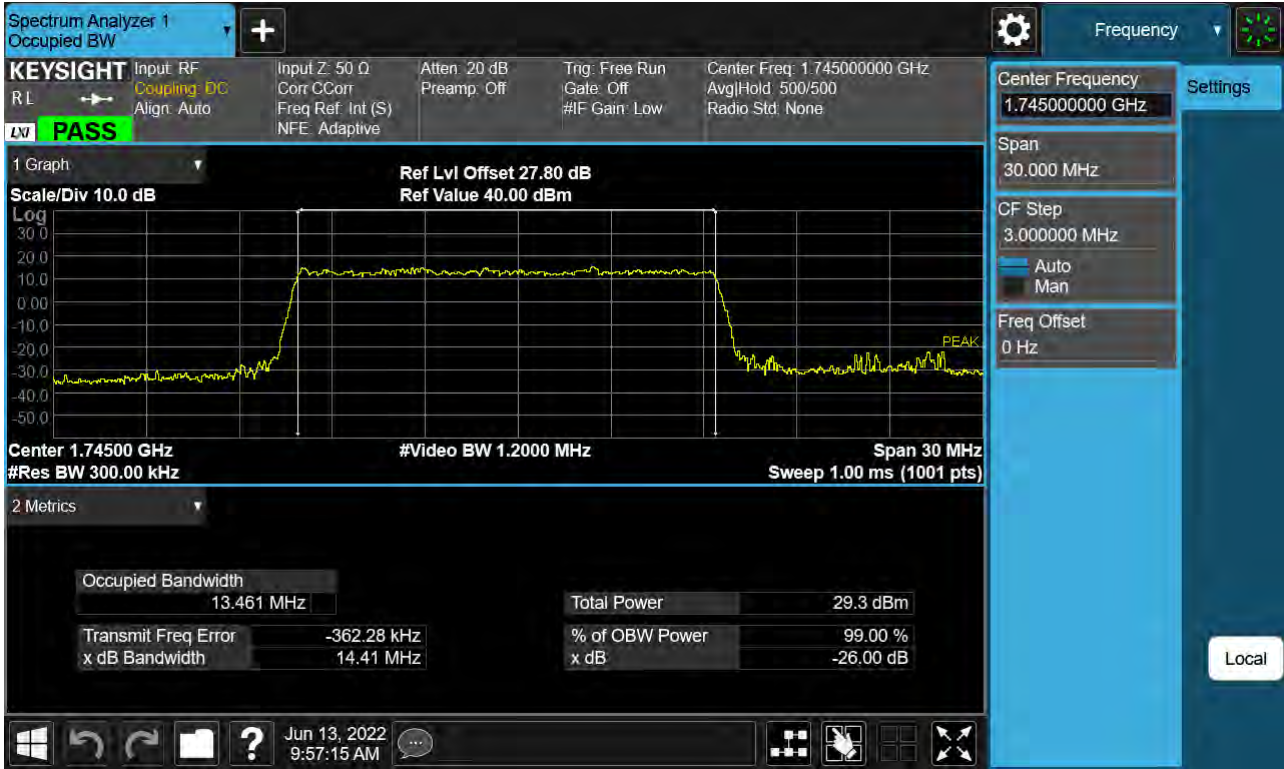 Spectrum Analyzer 1
Occupied BW
Frequency
KEYSIGHT
RL
LXI
PASS
Input: RF
Coupling: DC
Align: Auto
Input Z: 50 Ω
Corr CCorr
Freq Ref: Int (S)
NFE: Adaptive
Atten: 20 dB
Preamp: Off
Trig: Free Run
Gate: Off
#IF Gain: Low
Center Freq: 1.745000000 GHz
Avg|Hold: 500/500
Radio Std: None
Center Frequency
1.745000000 GHz
Settings
Span
30.000 MHz
CF Step
3.000000 MHz
Auto
Man
Freq Offset
0 Hz
Local
1 Graph
Scale/Div 10.0 dB
Ref Lvl Offset 27.80 dB
Ref Value 40.00 dBm
Log
30.0
20.0
10.0
0.00
-10.0
-20.0
-30.0
-40.0
-50.0
PEAK
Center 1.74500 GHz
#Video BW 1.2000 MHz
Span 30 MHz
#Res BW 300.00 kHz
Sweep 1.00 ms (1001 pts)
2 Metrics
Occupied Bandwidth
13.461 MHz
Total Power 29.3 dBm
Transmit Freq Error -362.28 kHz
% of OBW Power 99.00 %
x dB Bandwidth 14.41 MHz
x dB -26.00 dB
?
Jun 13, 2022
9:57:15 AM